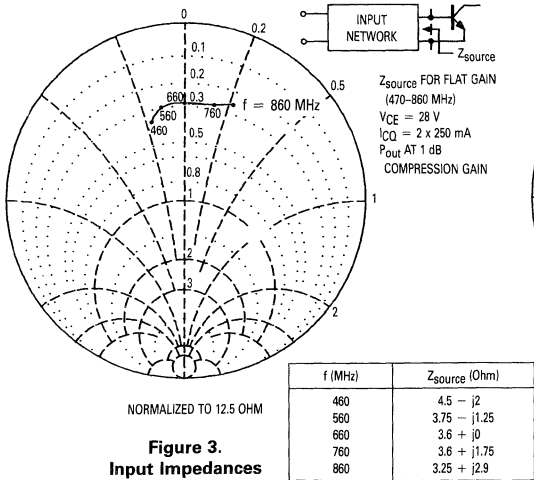 0
0.2
0.5
1
2
0.1
0.2
0.3
0.5
0.8
1
2
3
460
560
660
760
f = 860 MHz
INPUT
NETWORK
Zsource
Zsource FOR FLAT GAIN
(470-860 MHz)
VCE = 28 V
ICQ = 2 x 250 mA
Pout AT 1 dB
COMPRESSION GAIN
NORMALIZED TO 12.5 OHM
Figure 3.
Input Impedances
f (MHz) Zsource (Ohm)
460 4.5 − j2
560 3.75 − j1.25
660 3.6 + j0
760 3.6 + j1.75
860 3.25 + j2.9